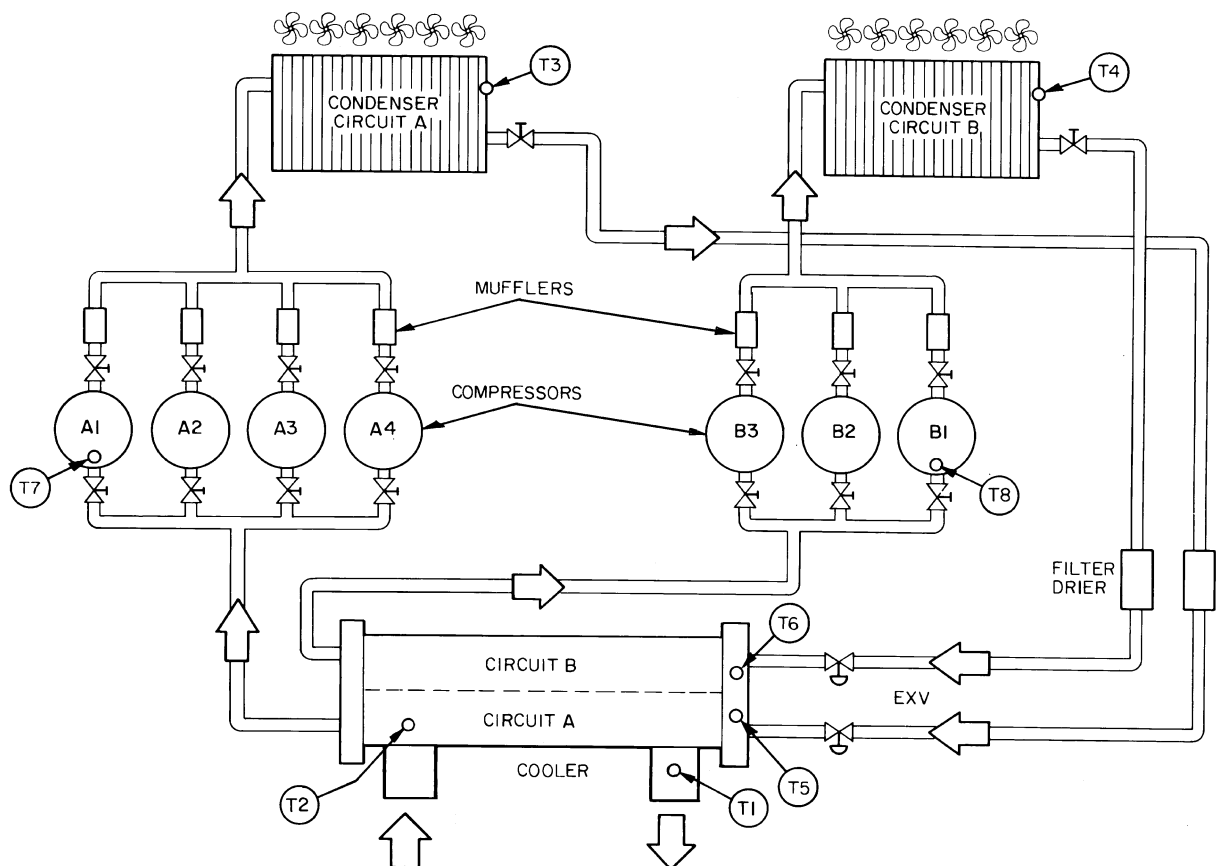 T3
T4
CONDENSER
CIRCUIT A
CONDENSER
CIRCUIT B
MUFFLERS
COMPRESSORS
A1
A2
A3
A4
B3
B2
B1
T7
T8
FILTER
DRIER
T6
CIRCUIT B
CIRCUIT A
EXV
T2
COOLER
T1
T5